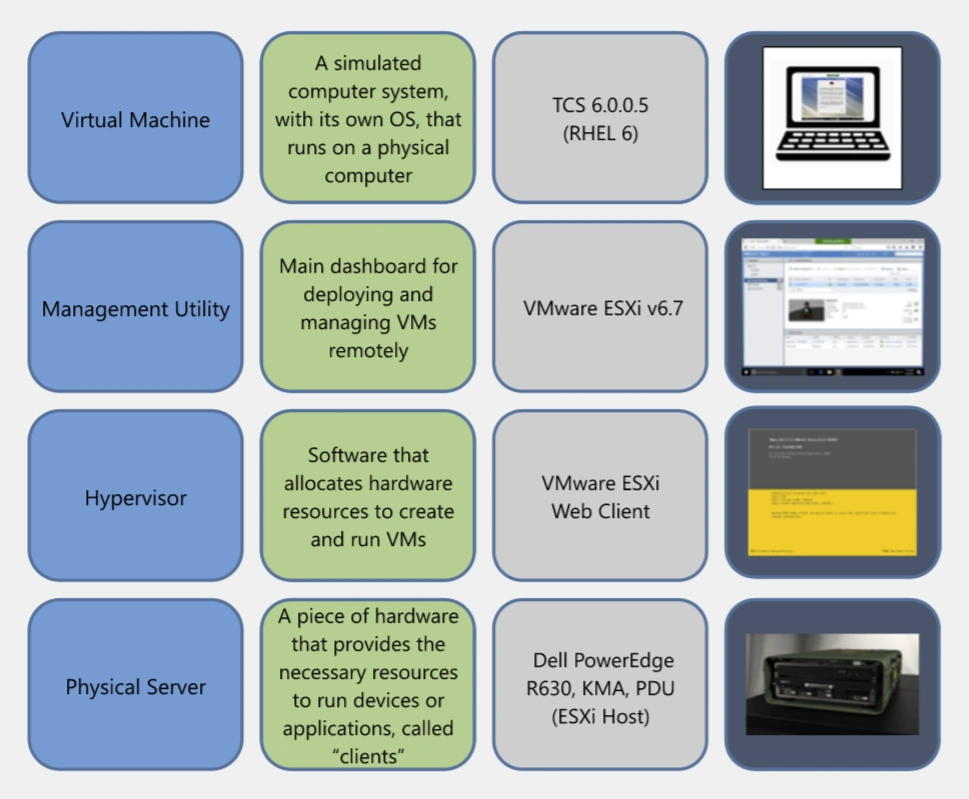 Virtual Machine
A simulated
computer system,
with its own OS, that
runs on a physical
computer
TCS 6.0.0.5
(RHEL 6)
Management Utility
Main dashboard for
deploying and
managing VMs
remotely
VMware ESXi v6.7
Hypervisor
Software that
allocates hardware
resources to create
and run VMs
VMware ESXi
Web Client
Physical Server
A piece of hardware
that provides the
necessary resources
to run devices or
applications, called
“clients”
Dell PowerEdge
R630, KMA, PDU
(ESXi Host)